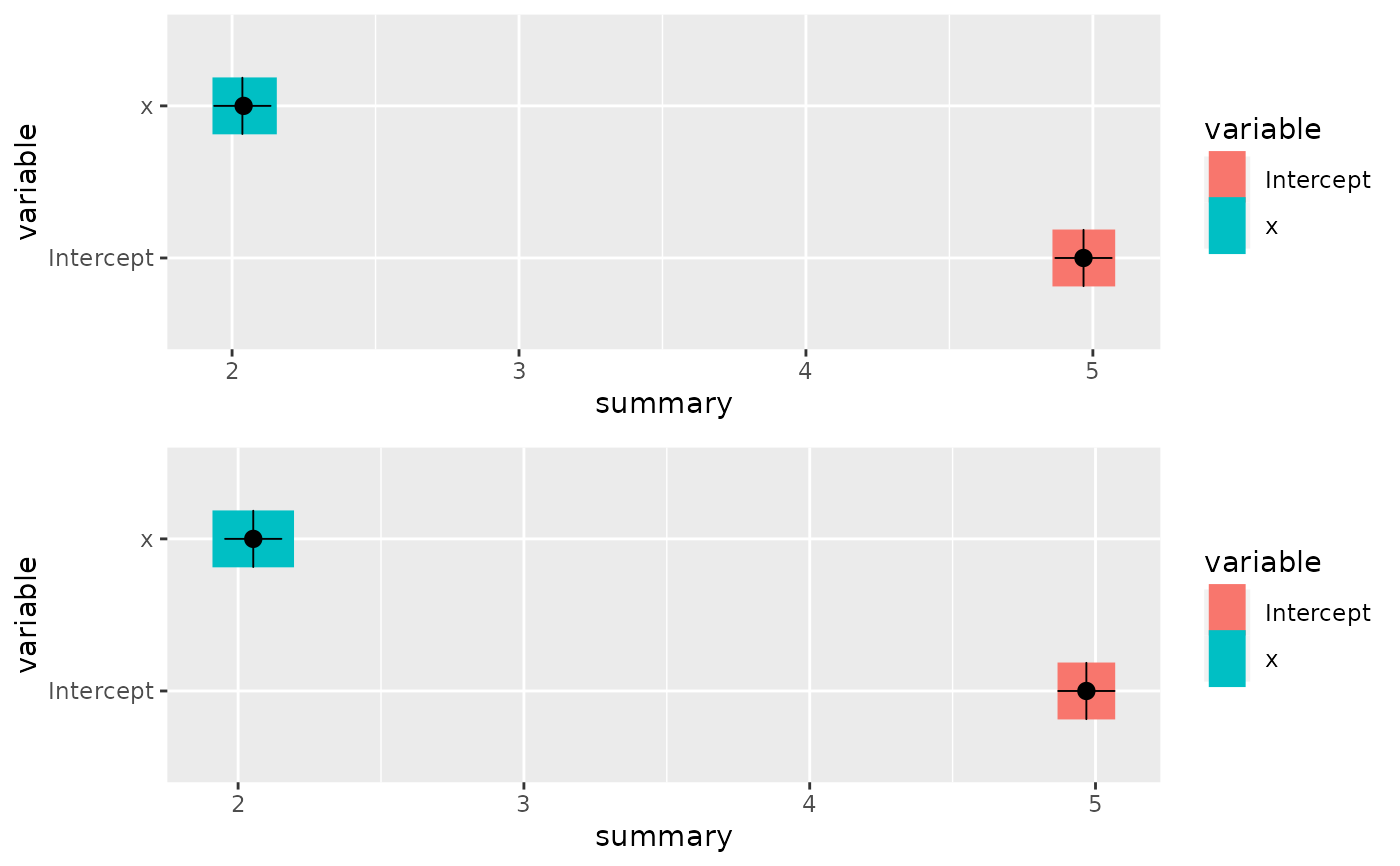 variable
x
Intercept
2 3 4 5
summary
variable
Intercept
x
variable
x
Intercept
2 3 4 5
summary
variable
Intercept
x